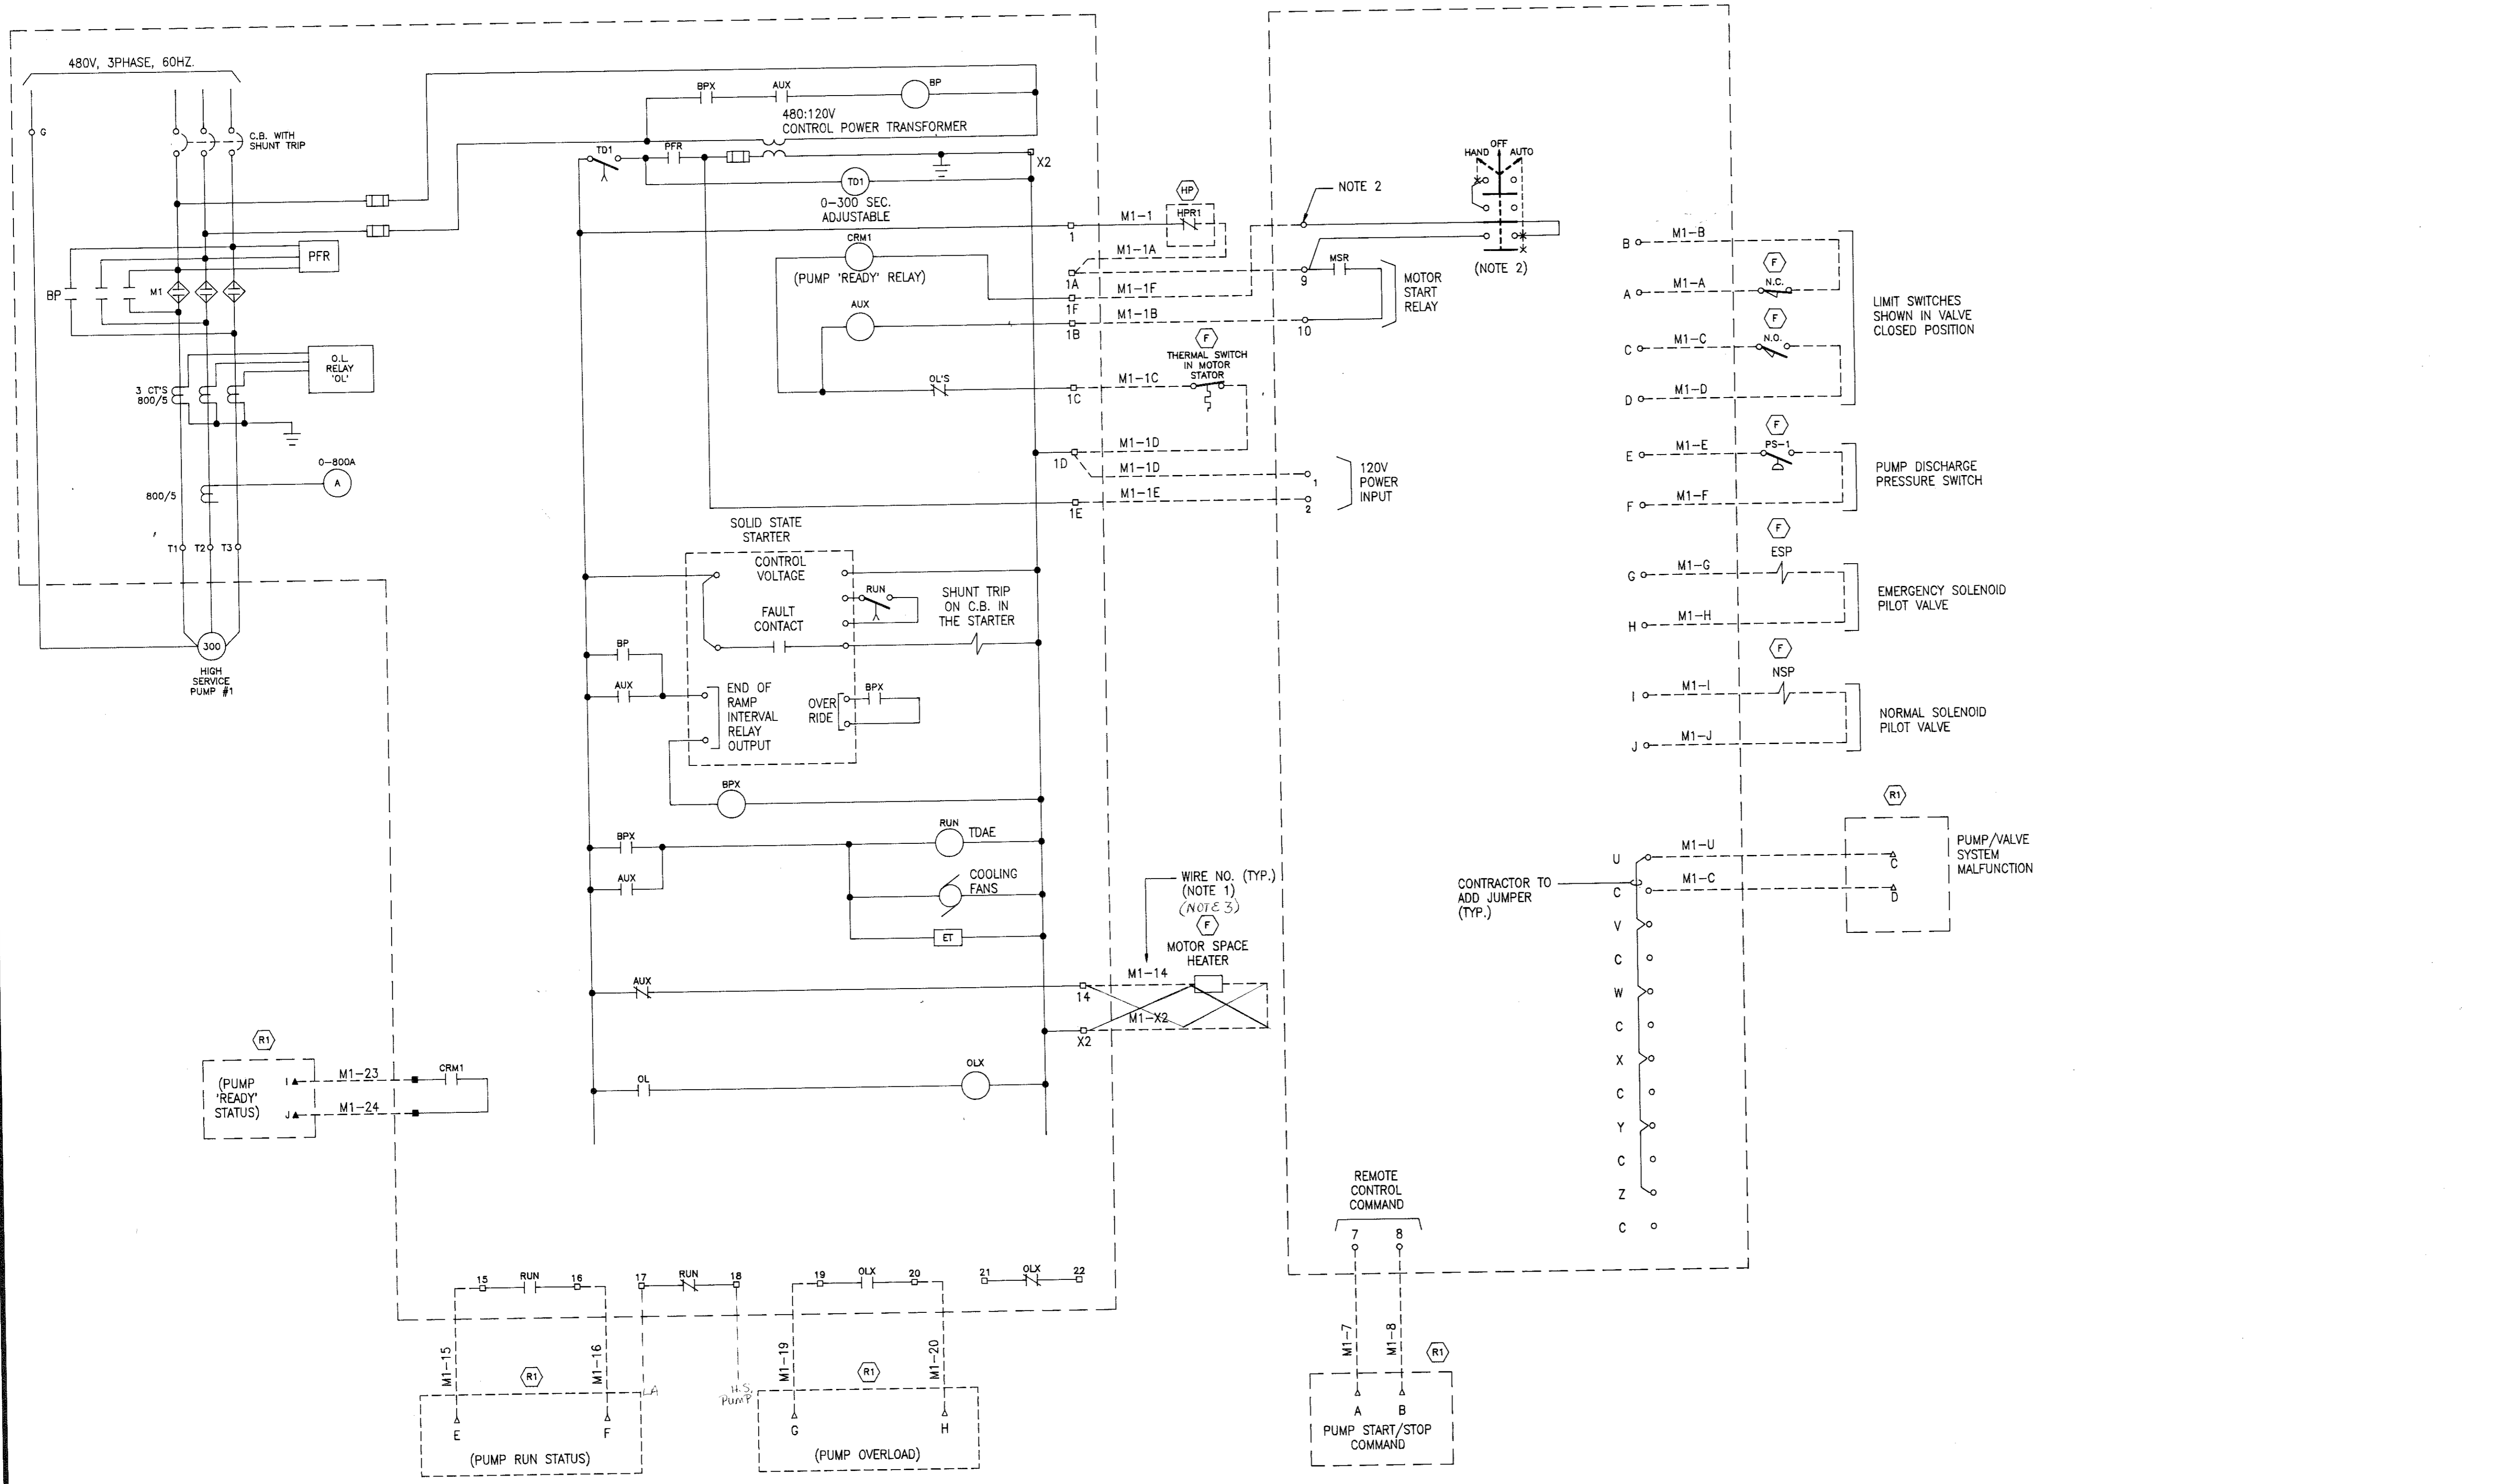 480V, 3PHASE, 60HZ.
G
C.B. WITH
SHUNT TRIP
BPX
AUX
BP
480:120V
CONTROL POWER TRANSFORMER
TD1
PFR
X2
TD1
0-300 SEC.
ADJUSTABLE
PFR
BP
M1
O.L.
RELAY
'OL'
3 CT'S
800/5
0-800A
A
800/5
T1
T2
T3
300
HIGH
SERVICE
PUMP #1
CRM1
(PUMP 'READY' RELAY)
AUX
OL'S
1
1A
1F
1B
1C
1D
1E
M1-1
HP
HPR1
M1-1A
M1-1F
M1-1B
F
THERMAL SWITCH
IN MOTOR
STATOR
M1-1C
M1-1D
M1-1D
M1-1E
NOTE 2
HAND
OFF
AUTO
(NOTE 2)
9
MSR
10
MOTOR
START
RELAY
1
2
120V
POWER
INPUT
SOLID STATE
STARTER
CONTROL
VOLTAGE
RUN
FAULT
CONTACT
SHUNT TRIP
ON C.B. IN
THE STARTER
BP
AUX
END OF
RAMP
INTERVAL
RELAY
OUTPUT
OVER
RIDE
BPX
BPX
BPX
AUX
RUN
TDAE
COOLING
FANS
ET
AUX
14
X2
WIRE NO. (TYP.)
(NOTE 1)
(NOTE 3)
F
MOTOR SPACE
HEATER
M1-14
M1-X2
OL
OLX
R1
(PUMP
'READY'
STATUS)
I
J
M1-23
M1-24
CRM1
15
RUN
16
17
RUN
18
19
OLX
20
21
OLX
22
M1-15
M1-16
R1
E
F
(PUMP RUN STATUS)
LA
H.S.
Pump
M1-19
M1-20
R1
G
H
(PUMP OVERLOAD)
B
M1-B
A
M1-A
F
N.C.
C
M1-C
F
N.O.
D
M1-D
LIMIT SWITCHES
SHOWN IN VALVE
CLOSED POSITION
E
M1-E
F
PS-1
F
M1-F
PUMP DISCHARGE
PRESSURE SWITCH
F
ESP
G
M1-G
H
M1-H
EMERGENCY SOLENOID
PILOT VALVE
F
NSP
I
M1-I
J
M1-J
NORMAL SOLENOID
PILOT VALVE
R1
U
M1-U
C
C
M1-C
D
PUMP/VALVE
SYSTEM
MALFUNCTION
CONTRACTOR TO
ADD JUMPER
(TYP.)
V
C
W
C
X
C
Y
C
Z
C
REMOTE
CONTROL
COMMAND
7
8
M1-7
M1-8
R1
A
B
PUMP START/STOP
COMMAND